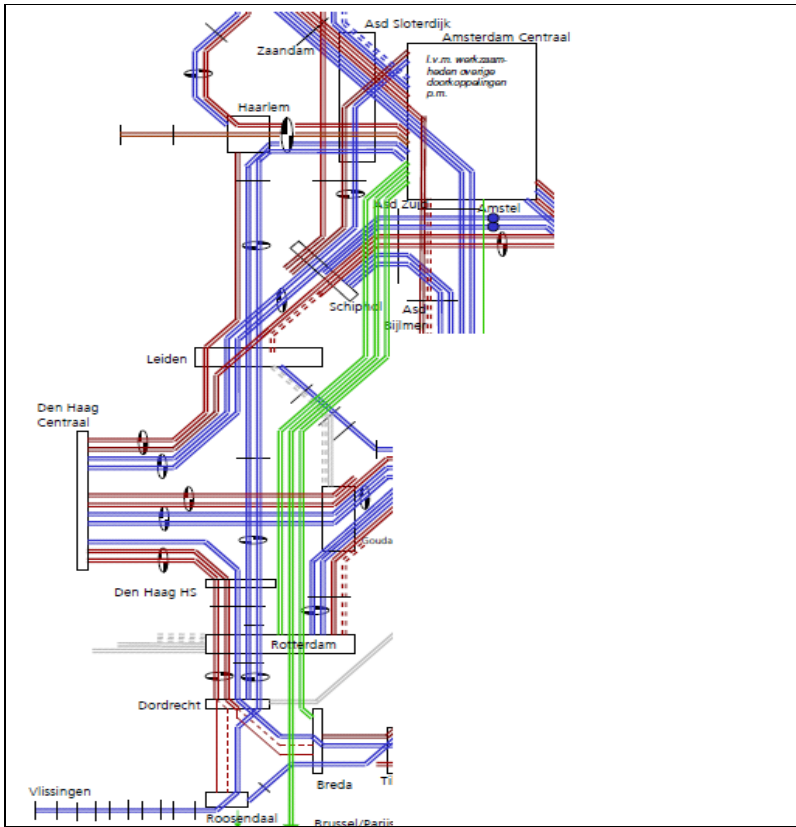 Asd Sloterdijk
Amsterdam Centraal
Zaandam
I.v.m. werkzaam-
heden overige
doorkoppelingen
p.m.
Haarlem
Asd Zuid
Amstel
Schiphol
Asd
Bijlmer
Leiden
Den Haag
Centraal
Gouda
Den Haag HS
Rotterdam
Dordrecht
Vlissingen
Breda
Ti
Roosendaal
Brussel/Parijs